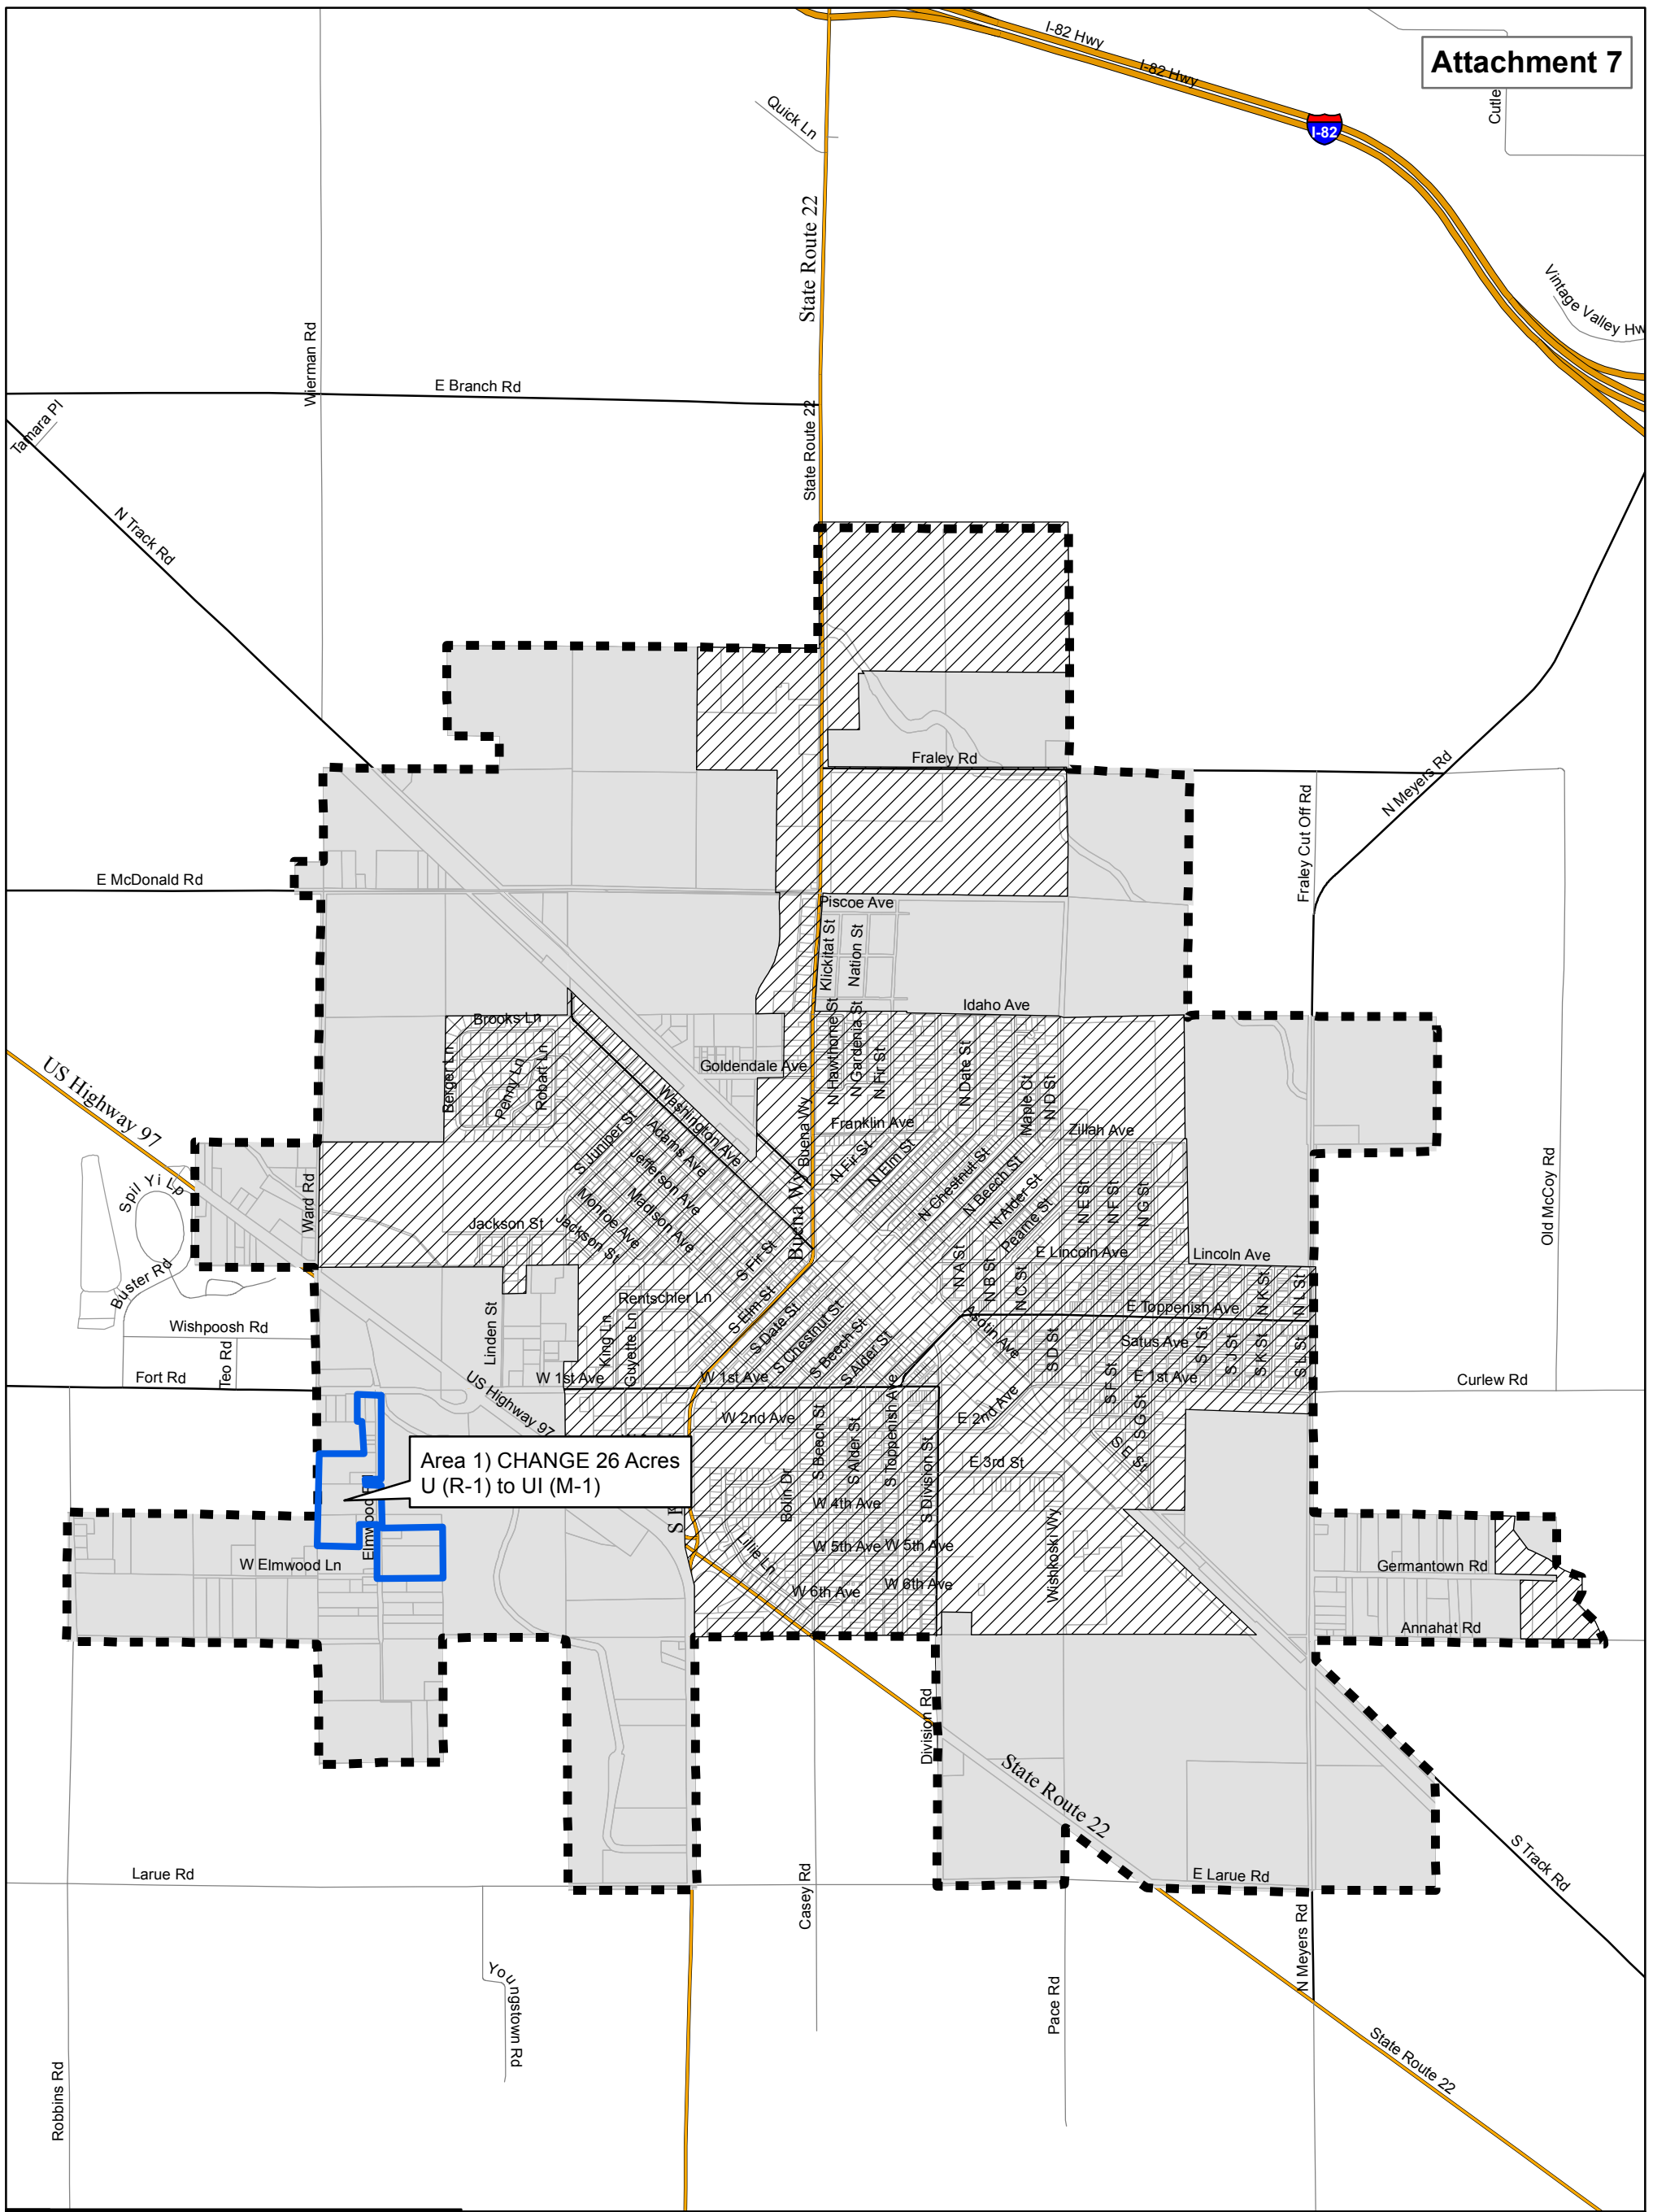 I-82 Hwy
I-82 Hwy
Attachment 7
I-82
Cutle
Quick Ln
State Route 22
Vintage Valley Hw
Wierman Rd
E Branch Rd
Tamara Pl
State Route 22
N Track Rd
Fraley Rd
N Meyers Rd
Fraley Cut Off Rd
E McDonald Rd
Piscoe Ave
Klickitat St
Nation St
Idaho Ave
Brooks Ln
N Hawthorne St
N Gardenia St
N Fir St
N Date St
Maple Ct
N D St
Berger Ln
Penny Ln
Robart Ln
Goldendale Ave
US Highway 97
Washington Ave
Adams Ave
S Juniper St
Jefferson Ave
Buena Wy
Franklin Ave
Zillah Ave
N Fir St
N Elm St
N Chestnut St
N Beech St
N Alder St
Pearne St
N E St
N F St
N G St
Old McCoy Rd
Spil Yi Lp
Ward Rd
Monroe Ave
Madison Ave
Jackson St
Jackson St
Buena Wy
S Fir St
N A St
N B St
N C St
E Lincoln Ave
Lincoln Ave
Buster Rd
Rentschler Ln
S Elm St
S Date St
S Chestnut St
S Beech St
S Alder St
Asotin Ave
E Toppenish Ave
N K St
N L St
Wishpoosh Rd
Teo Rd
Linden St
King Ln
Guyette Ln
S D St
Satus Ave
S I St
S J St
S K St
S L St
Fort Rd
US Highway 97
W 1st Ave
W 1st Ave
S F St
E 1st Ave
Curlew Rd
W 2nd Ave
S Beech St
S Alder St
S Toppenish Ave
S Division St
E 2nd Ave
S G St
S E St
Area 1) CHANGE 26 Acres
U (R-1) to UI (M-1)
E 3rd St
Bolin Dr
W 4th Ave
Elmwood
W Elmwood Ln
Lillie Ln
W 5th Ave
W 5th Ave
W 6th Ave
W 6th Ave
Wishkoski Wy
Germantown Rd
Annahat Rd
Division Rd
State Route 22
S Track Rd
Larue Rd
E Larue Rd
Casey Rd
N Meyers Rd
Youngstown Rd
Pace Rd
State Route 22
Robbins Rd